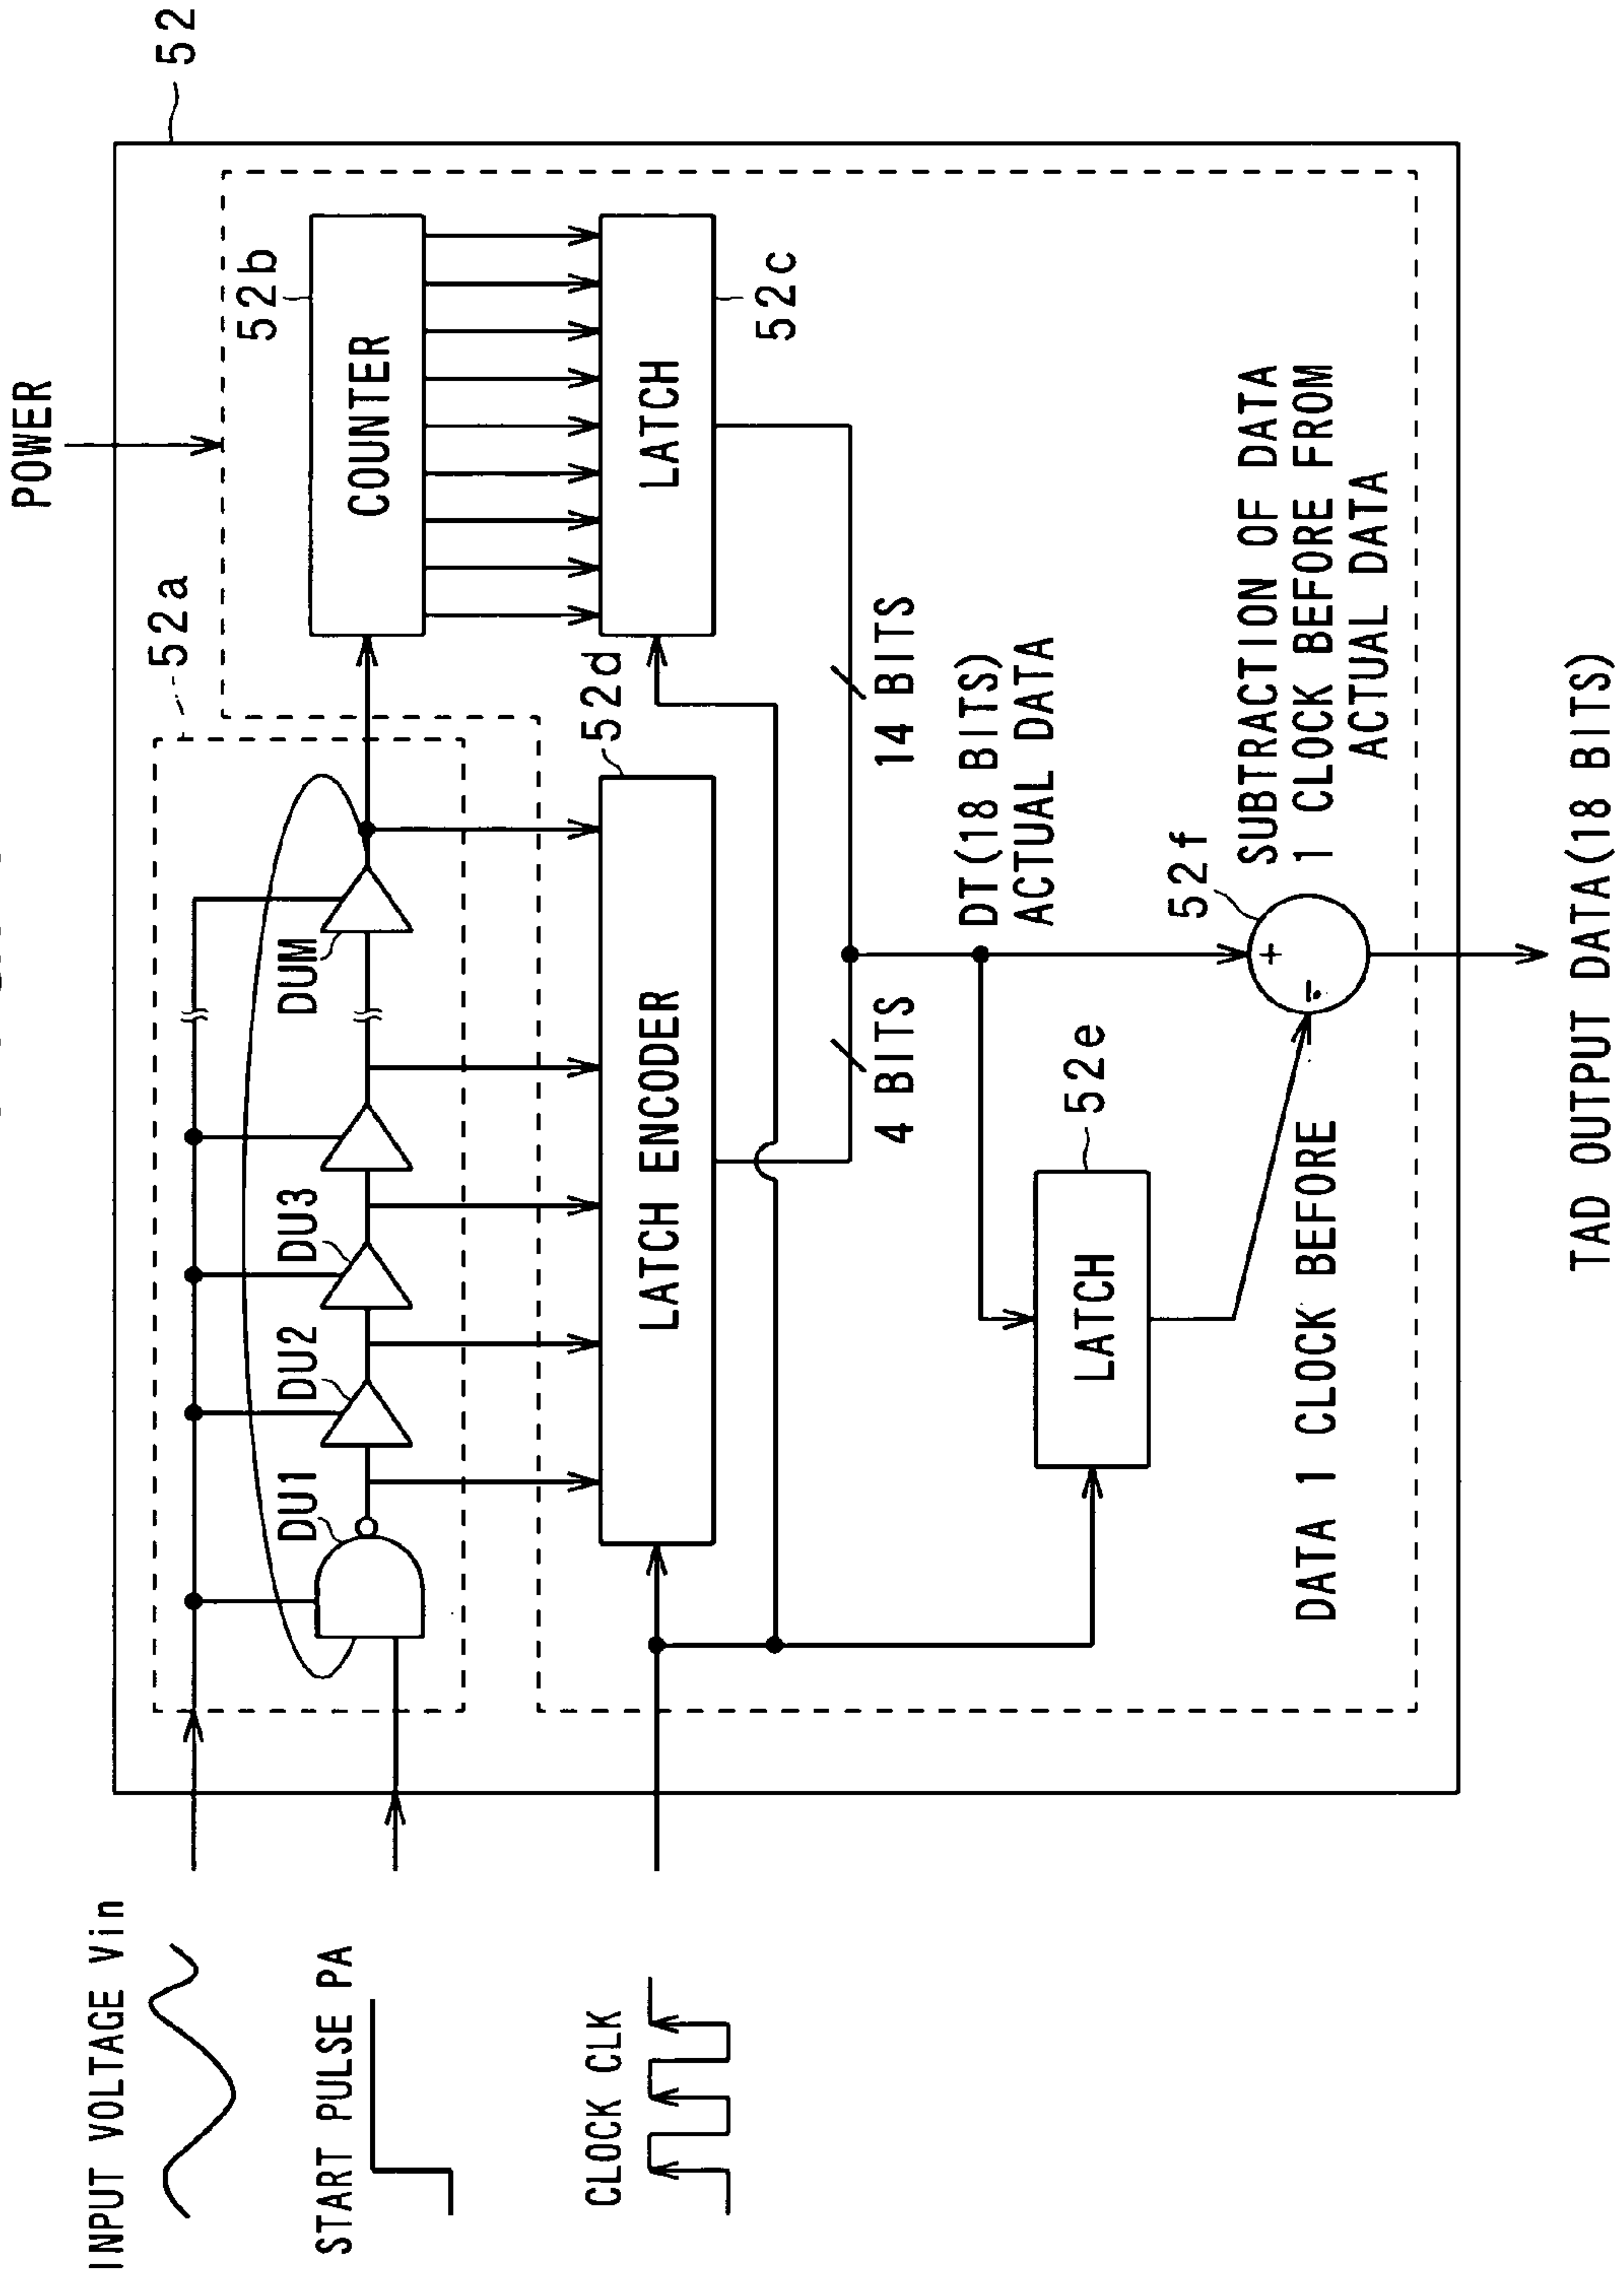 POWER
52
52a
52b
COUNTER
DU1
DU2
DU3
DUM
INPUT VOLTAGE Vin
START PULSE PA
CLOCK CLK
52d
LATCH ENCODER
LATCH
52c
4 BITS
14 BITS
DT(18 BITS)
ACTUAL DATA
52e
LATCH
52f
+
-
SUBTRACTION OF DATA
1 CLOCK BEFORE FROM
ACTUAL DATA
DATA 1 CLOCK BEFORE
TAD OUTPUT DATA(18 BITS)